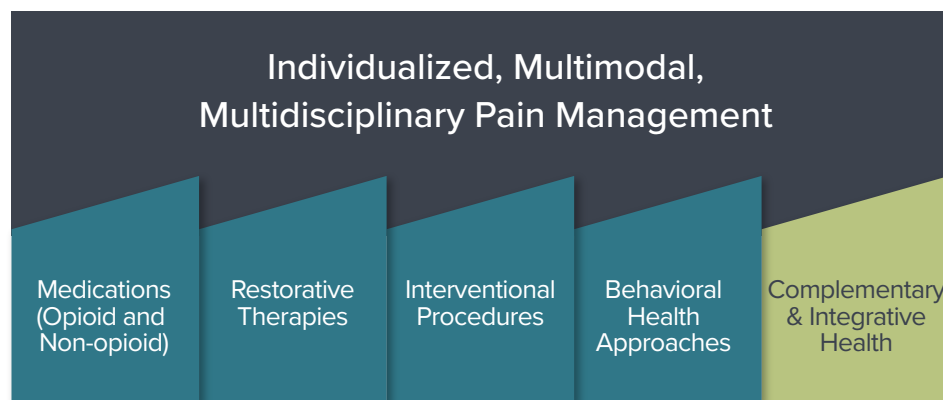 Individualized, Multimodal,
Multidisciplinary Pain Management
Medications
(Opioid and
Non-opioid)
Restorative
Therapies
Interventional
Procedures
Behavioral
Health
Approaches
Complementary
& Integrative
Health